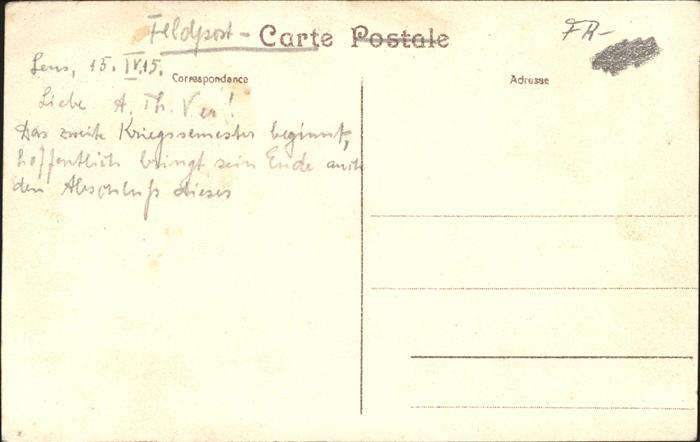 Feldpost - Carte Postale
FR-
Lens, 15. IV. 15.
Correspondance
Adresse
Liebe A. Th. Ver!
Das zweite Kriegssemester beginnt,
hoffentlich bringt sein Ende auch
den Abschluß dieses